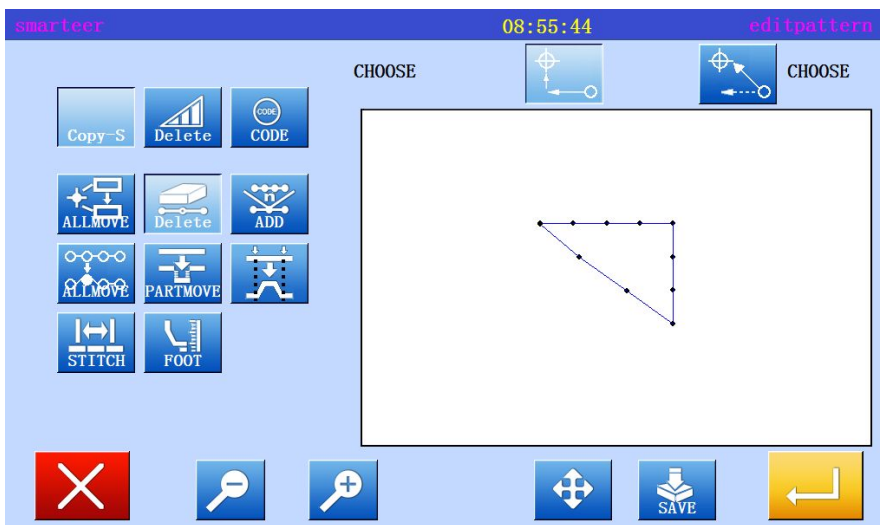 smarteer 08:55:44 editpattern
CHOOSE CHOOSE
Copy-S Delete CODE CODE
ALLMOVE Delete n ADD
ALLMOVE PARTMOVE
STITCH FOOT
SAVE